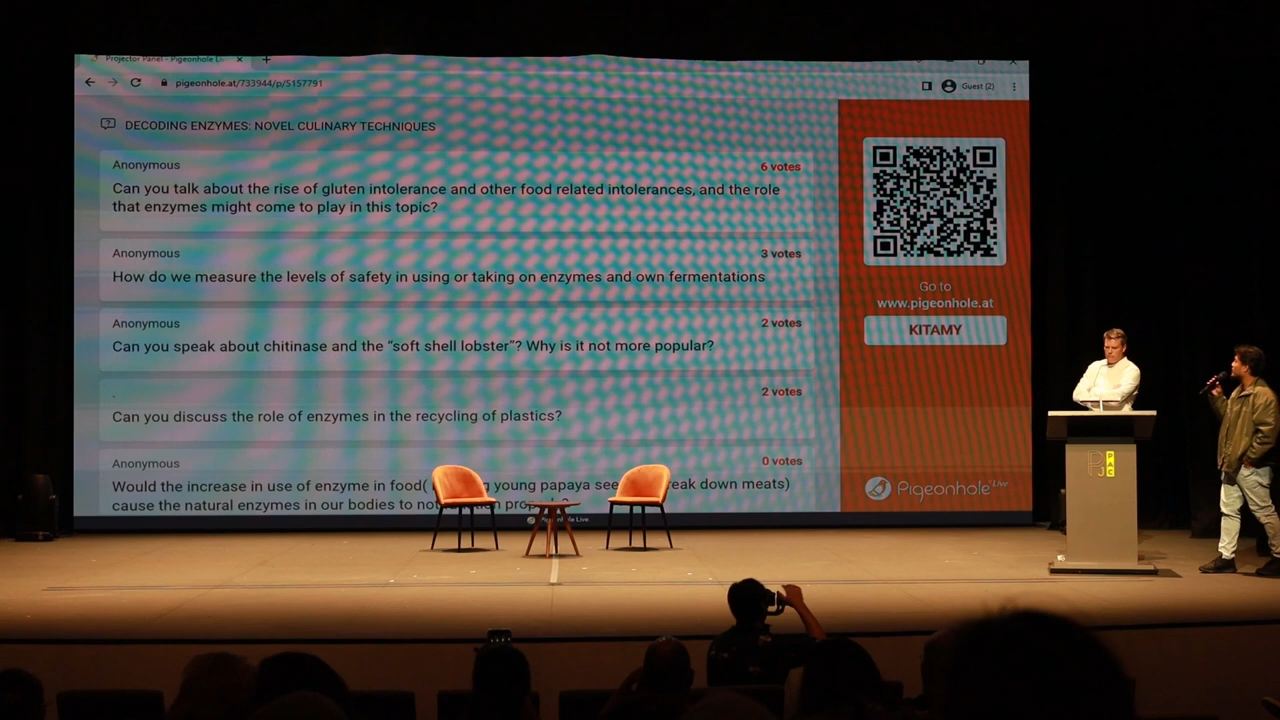 Projector Panel - Pigeonhole Li
pigeonhole.at/733944/p/5157791
Guest (2)
DECODING ENZYMES: NOVEL CULINARY TECHNIQUES
Anonymous
6 votes
Can you talk about the rise of gluten intolerance and other food related intolerances, and the role
that enzymes might come to play in this topic?
Anonymous
3 votes
How do we measure the levels of safety in using or taking on enzymes and own fermentations
Anonymous
2 votes
Can you speak about chitinase and the “soft shell lobster”? Why is it not more popular?
.
2 votes
Can you discuss the role of enzymes in the recycling of plastics?
Anonymous
0 votes
Would the increase in use of enzyme in food( young papaya break down meats)
cause the natural enzymes in our bodies to
Go to
www.pigeonhole.at
KITAMY
Pigeonhole Live
Pigeonhole Live
PJ
PAC